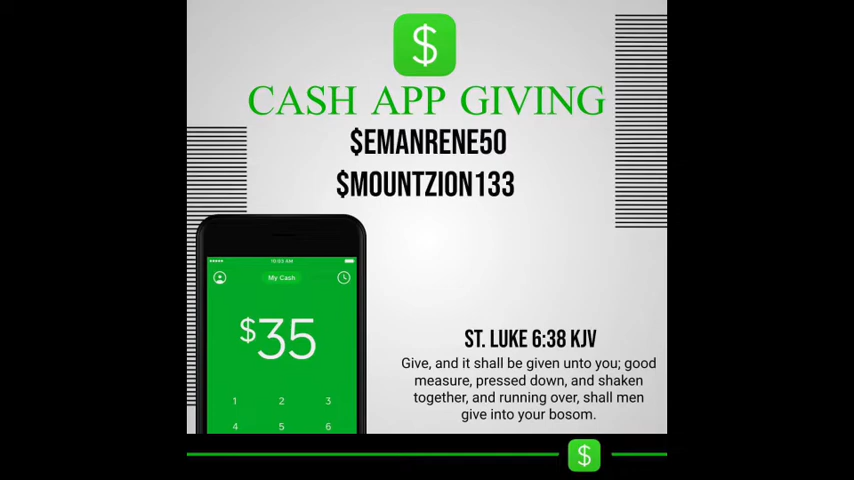 $
CASH APP GIVING
$EMANRENE50
$MOUNTZION133
10:03 AM
My Cash
$35
1 2 3
4 5 6
ST. LUKE 6:38 KJV
Give, and it shall be given unto you; good
measure, pressed down, and shaken
together, and running over, shall men
give into your bosom.
$